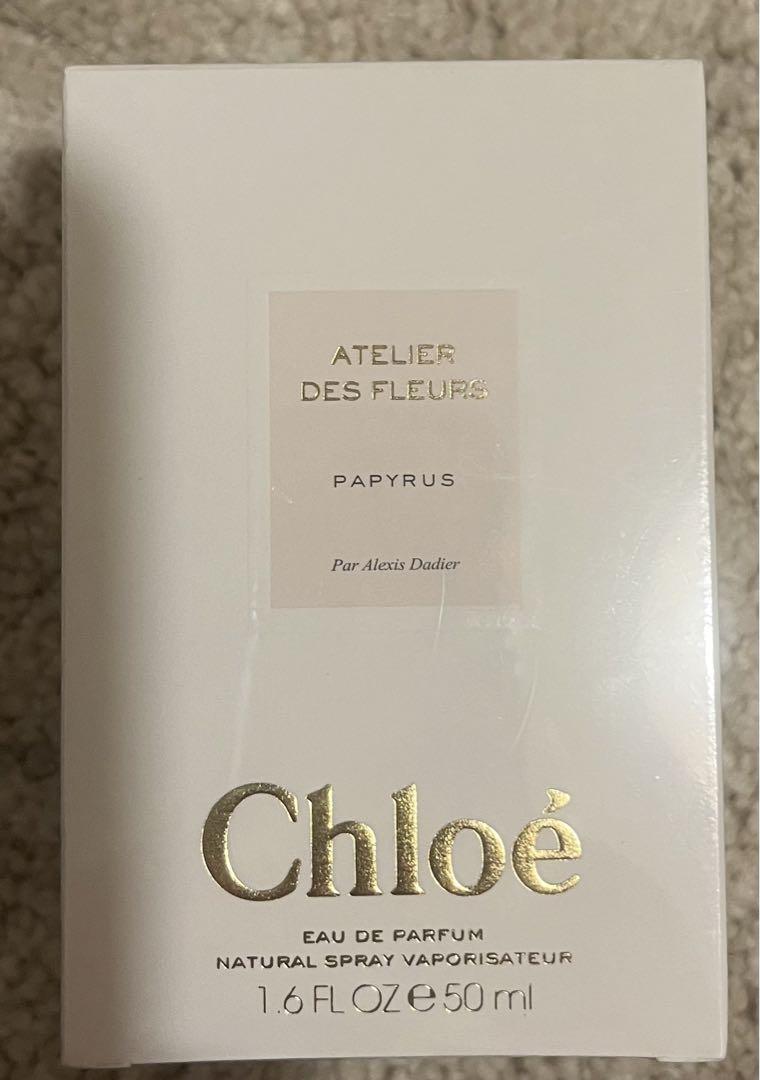 ATELIER
DES FLEURS
PAPYRUS
Par Alexis Dadier
Chloé
EAU DE PARFUM
NATURAL SPRAY VAPORISATEUR
1.6 FL OZ ℮ 50 ml